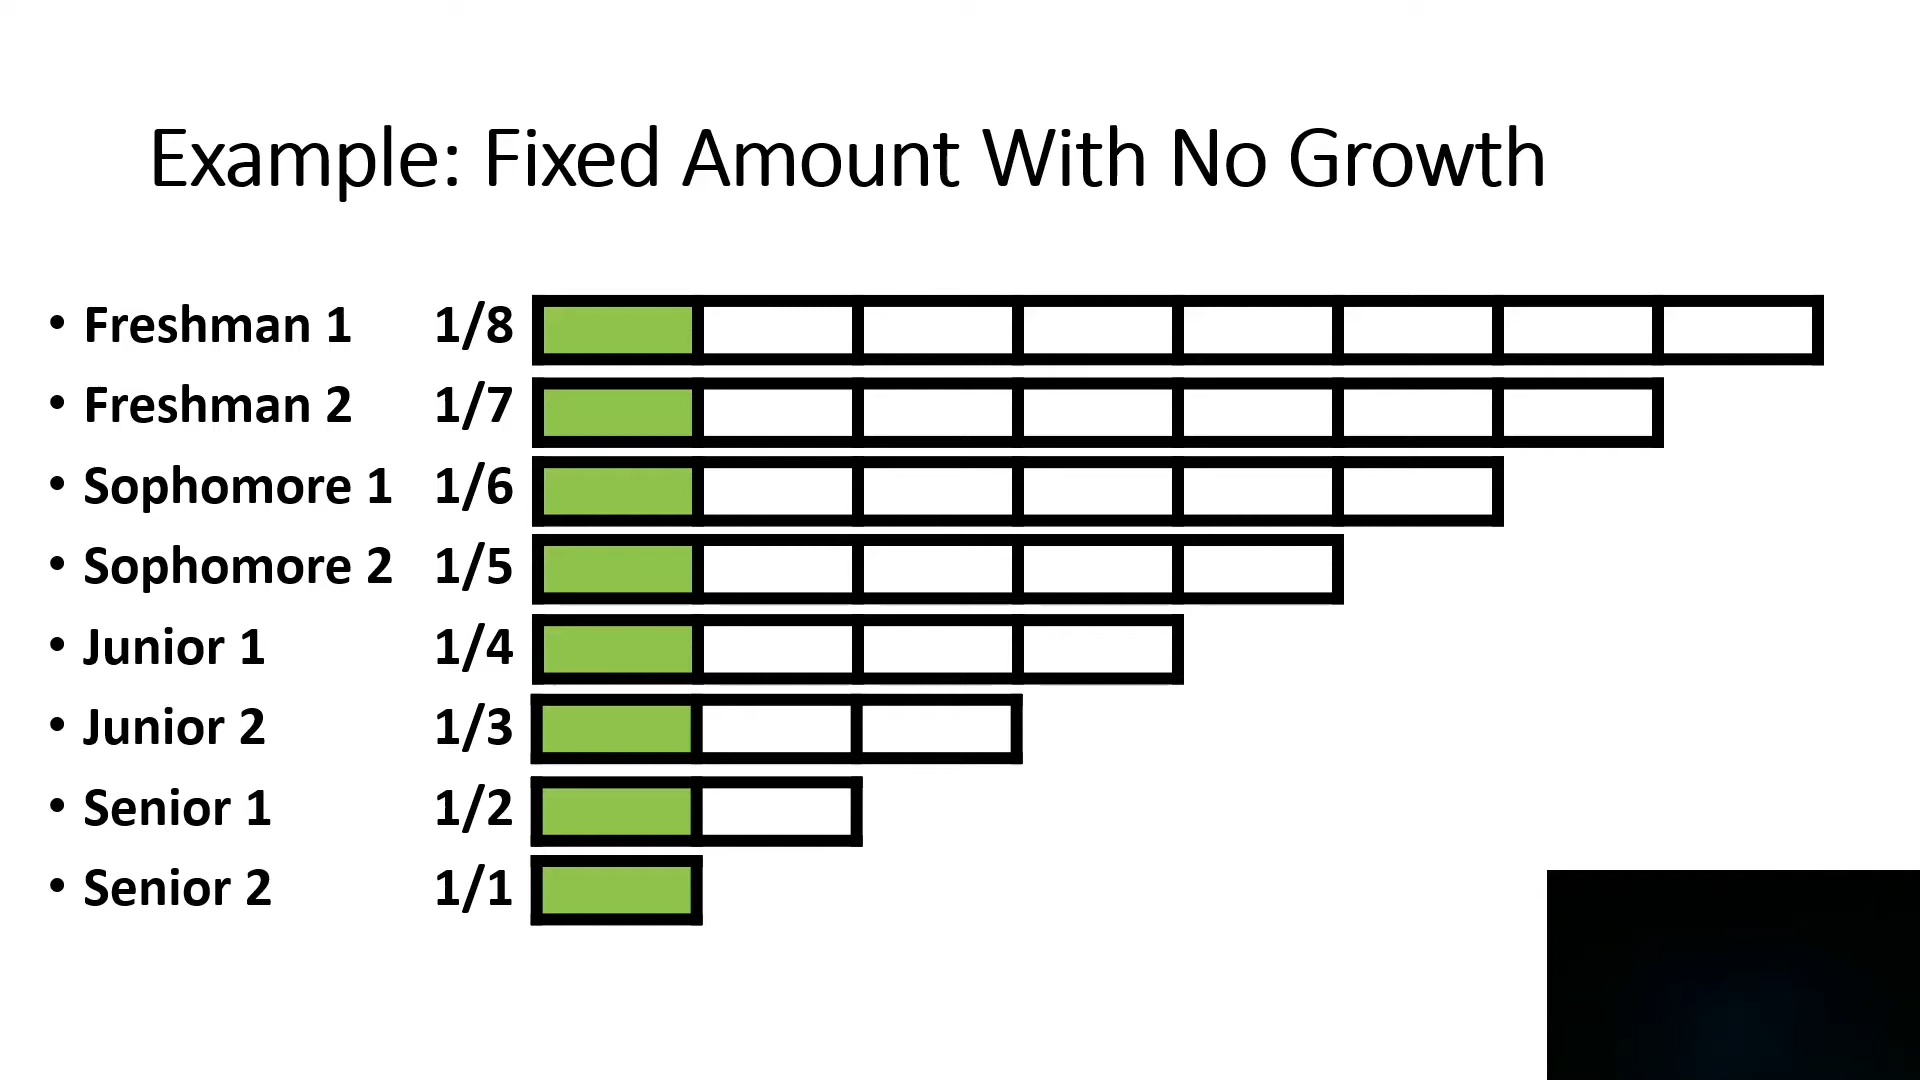 Example: Fixed Amount With No Growth
• Freshman 1 1/8
• Freshman 2 1/7
• Sophomore 1 1/6
• Sophomore 2 1/5
• Junior 1 1/4
• Junior 2 1/3
• Senior 1 1/2
• Senior 2 1/1